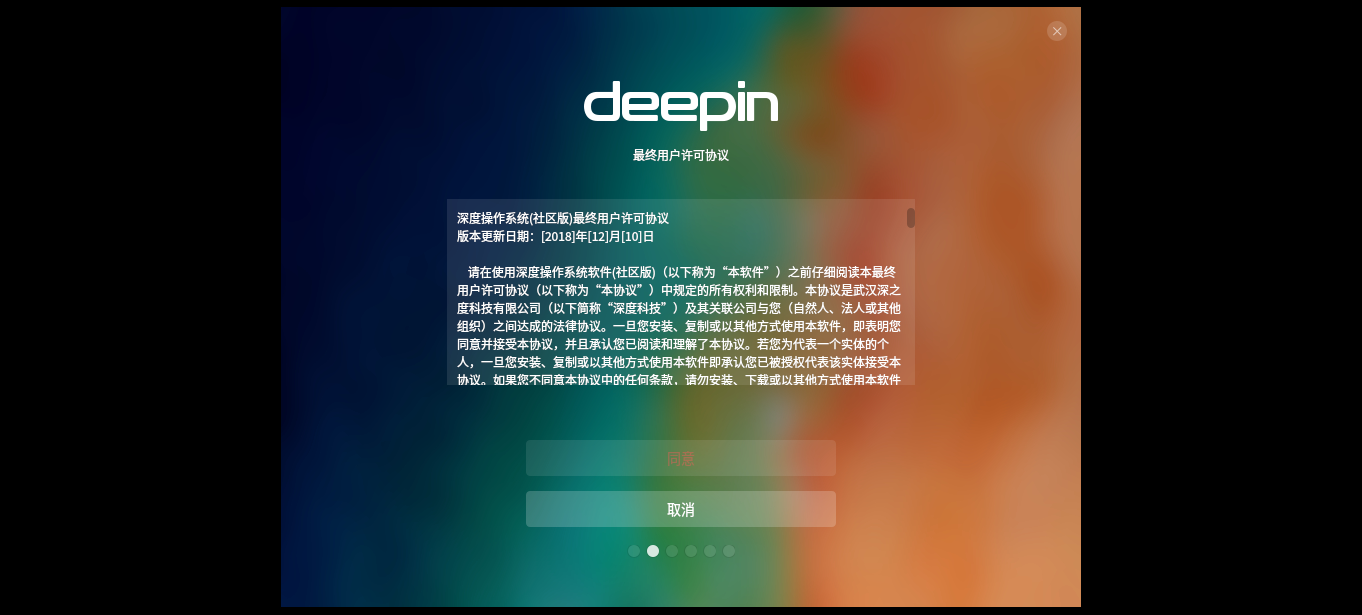 deepin
最终用户许可协议
深度操作系统(社区版)最终用户许可协议
版本更新日期：[2018]年[12]月[10]日
请在使用深度操作系统软件(社区版)（以下称为“本软件”）之前仔细阅读本最终
用户许可协议（以下称为“本协议”）中规定的所有权利和限制。本协议是武汉深之
度科技有限公司（以下简称“深度科技”）及其关联公司与您（自然人、法人或其他
组织）之间达成的法律协议。一旦您安装、复制或以其他方式使用本软件，即表明您
同意并接受本协议，并且承认您已阅读和理解了本协议。若您为代表一个实体的个
人，一旦您安装、复制或以其他方式使用本软件即承认您已被授权代表该实体接受本
协议。如果您不同意本协议中的任何条款，请勿安装、下载或以其他方式使用本软件
同意
取消